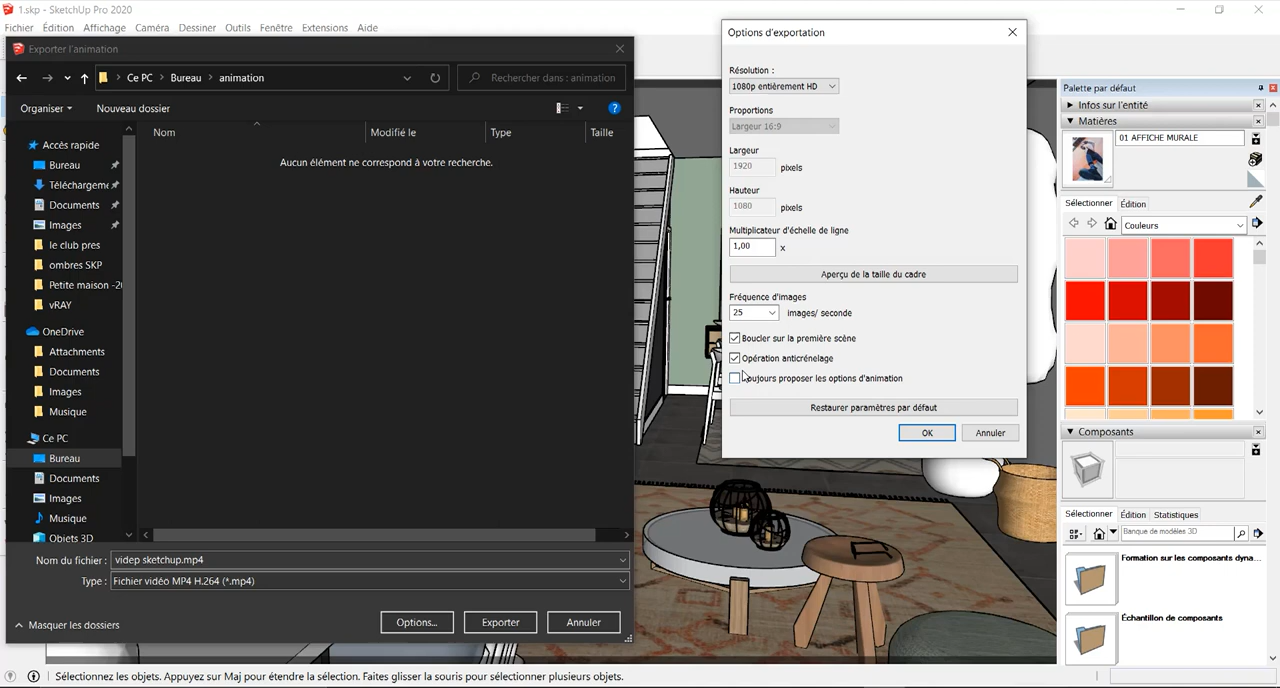 1.skp - SketchUp Pro 2020
Fichier Édition Affichage Caméra Dessiner Outils Fenêtre Extensions Aide
Exporter l'animation
Ce PC > Bureau > animation
Rechercher dans : animation
Organiser Nouveau dossier
Nom Modifié le Type Taille
Aucun élément ne correspond à votre recherche.
Accès rapide
Bureau
Téléchargeme
Documents
Images
le club pres
ombres SKP
Petite maison -20
vRAY
OneDrive
Attachments
Documents
Images
Musique
Ce PC
Bureau
Documents
Images
Musique
Objets 3D
Nom du fichier : videp sketchup.mp4
Type : Fichier vidéo MP4 H.264 (*.mp4)
Masquer les dossiers
Options... Exporter Annuler
Options d'exportation
Résolution :
1080p entièrement HD
Proportions
Largeur 16:9
Largeur
1920 pixels
Hauteur
1080 pixels
Multiplicateur d'échelle de ligne
1,00 x
Aperçu de la taille du cadre
Fréquence d'images
25 images/ seconde
Boucler sur la première scène
Opération anticrénelage
oujours proposer les options d'animation
Restaurer paramètres par défaut
OK Annuler
Palette par défaut
Infos sur l'entité
Matières
01 AFFICHE MURALE
Sélectionner Édition
Couleurs
Composants
Sélectionner Édition Statistiques
Banque de modèles 3D
Formation sur les composants dyna...
Échantillon de composants
Sélectionnez les objets. Appuyez sur Maj pour étendre la sélection. Faites glisser la souris pour sélectionner plusieurs objets.